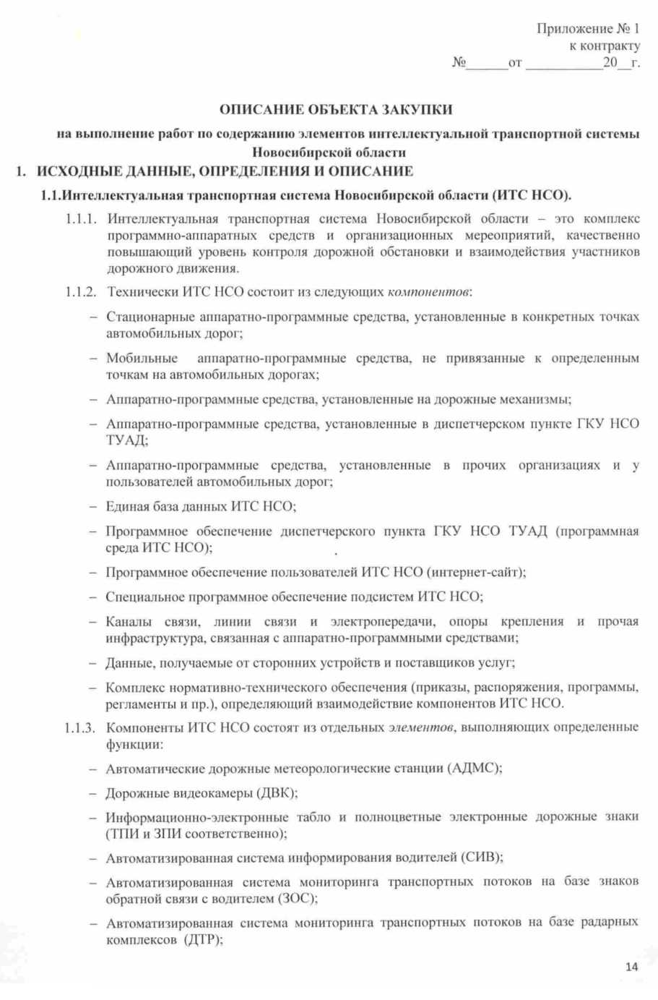 Приложение № 1
к контракту
№______от ___________20__г.
ОПИСАНИЕ ОБЪЕКТА ЗАКУПКИ
на выполнение работ по содержанию элементов интеллектуальной транспортной системы
Новосибирской области
1. ИСХОДНЫЕ ДАННЫЕ, ОПРЕДЕЛЕНИЯ И ОПИСАНИЕ
1.1.Интеллектуальная транспортная система Новосибирской области (ИТС НСО).
1.1.1. Интеллектуальная транспортная система Новосибирской области – это комплекс
программно-аппаратных средств и организационных мероприятий, качественно
повышающий уровень контроля дорожной обстановки и взаимодействия участников
дорожного движения.
1.1.2. Технически ИТС НСО состоит из следующих компонентов:
– Стационарные аппаратно-программные средства, установленные в конкретных точках
автомобильных дорог;
– Мобильные аппаратно-программные средства, не привязанные к определенным
точкам на автомобильных дорогах;
– Аппаратно-программные средства, установленные на дорожные механизмы;
– Аппаратно-программные средства, установленные в диспетчерском пункте ГКУ НСО
ТУАД;
– Аппаратно-программные средства, установленные в прочих организациях и у
пользователей автомобильных дорог;
– Единая база данных ИТС НСО;
– Программное обеспечение диспетчерского пункта ГКУ НСО ТУАД (программная
среда ИТС НСО);
– Программное обеспечение пользователей ИТС НСО (интернет-сайт);
– Специальное программное обеспечение подсистем ИТС НСО;
– Каналы связи, линии связи и электропередачи, опоры крепления и прочая
инфраструктура, связанная с аппаратно-программными средствами;
– Данные, получаемые от сторонних устройств и поставщиков услуг;
– Комплекс нормативно-технического обеспечения (приказы, распоряжения, программы,
регламенты и пр.), определяющий взаимодействие компонентов ИТС НСО.
1.1.3. Компоненты ИТС НСО состоят из отдельных элементов, выполняющих определенные
функции:
– Автоматические дорожные метеорологические станции (АДМС);
– Дорожные видеокамеры (ДВК);
– Информационно-электронные табло и полноцветные электронные дорожные знаки
(ТПИ и ЗПИ соответственно);
– Автоматизированная система информирования водителей (СИВ);
– Автоматизированная система мониторинга транспортных потоков на базе знаков
обратной связи с водителем (ЗОС);
– Автоматизированная система мониторинга транспортных потоков на базе радарных
комплексов (ДТР);
14